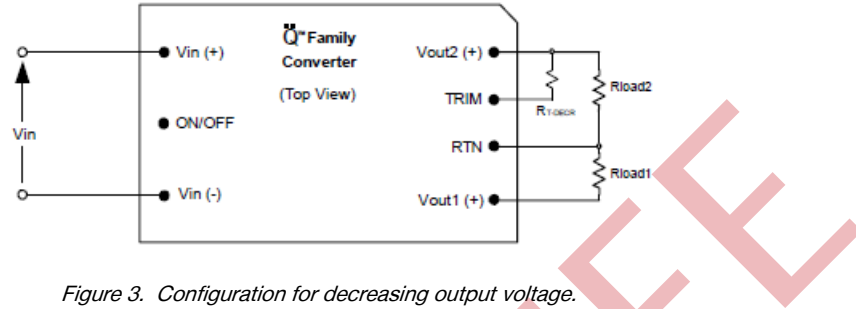 Q̈™ Family
Converter
(Top View)
Vin (+)
ON/OFF
Vin (-)
Vin
Vout2 (+)
TRIM
RTN
Vout1 (+)
RT-DECR
Rload2
Rload1
Figure 3. Configuration for decreasing output voltage.